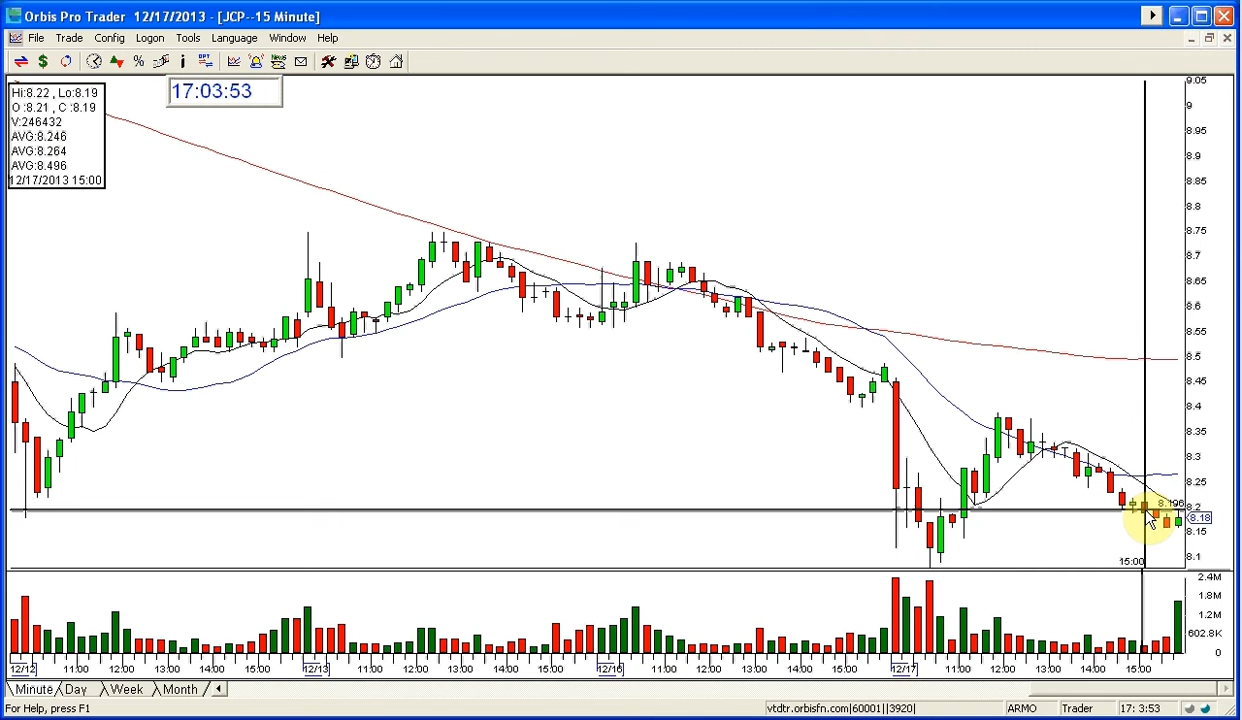 Orbis Pro Trader 12/17/2013 - [JCP--15 Minute]
File Trade Config Logon Tools Language Window Help
$ % i OPT News
17:03:53
Hi:8.22 , Lo:8.19
O :8.21 , C :8.19
V:246432
AVG:8.246
AVG:8.264
AVG:8.496
12/17/2013 15:00
9.05
9
8.95
8.9
8.85
8.8
8.75
8.7
8.65
8.6
8.55
8.5
8.45
8.4
8.35
8.3
8.25
8.196
8.2
8.18
8.15
8.1
15:00
2.4M
1.8M
1.2M
602.8K
0
12/12 11:00 12:00 13:00 14:00 15:00 12/13 11:00 12:00 13:00 14:00 15:00 12/16 11:00 12:00 13:00 14:00 15:00 12/17 11:00 12:00 13:00 14:00 15:00
Minute Day Week Month
For Help, press F1 vtdtr.orbisfn.com|60001||3920| ARMO Trader 17: 3:53